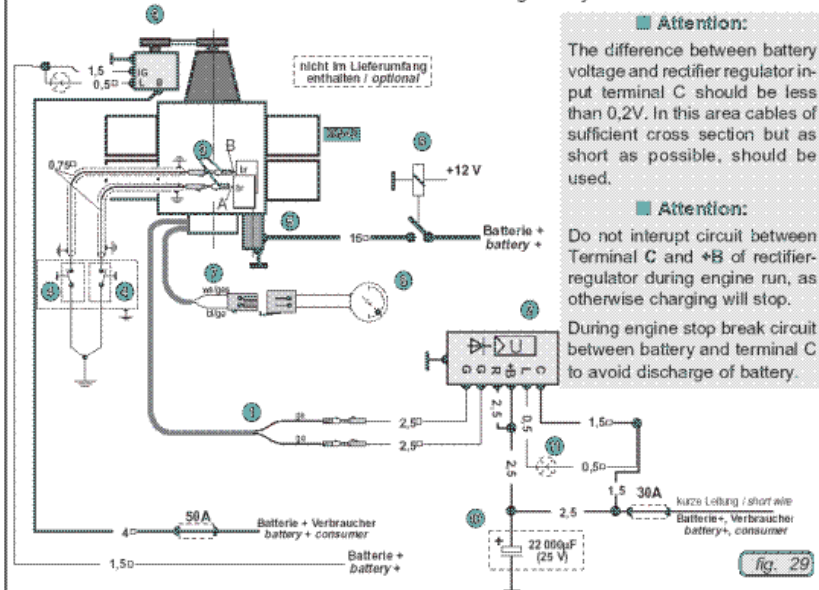 Attention:
The difference between battery
voltage and rectifier regulator in-
put terminal C should be less
than 0,2V. In this area cables of
sufficient cross section but as
short as possible, should be
used.
Attention:
Do not interupt circuit between
Terminal C and +B of rectifier-
regulator during engine run, as
otherwise charging will stop.
During engine stop break circuit
between battery and terminal C
to avoid discharge of battery.
nicht im Lieferumfang
enthalten / optional
1,5
IG
0,5
L B
0,75
B
A
br
+12 V
16
Batterie +
battery +
ws/ge
bl/ge
U
G G R +B L C
ge
2,5
ge
2,5
2,5
0,5
1,5
11
0,5
2,5
1,5
30A
2,5
kurze Leitung / short wire
Batterie+, Verbraucher
battery+, consumer
10
+
22 000µF
(25 V)
50A
4
Batterie + Verbraucher
battery + consumer
1,5
Batterie +
battery +
fig. 29